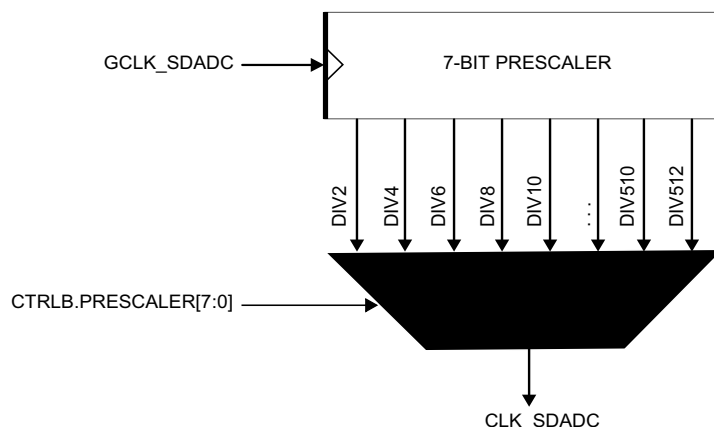 GCLK_SDADC
7-BIT PRESCALER
DIV2
DIV4
DIV6
DIV8
DIV10
...
DIV510
DIV512
CTRLB.PRESCALER[7:0]
CLK_SDADC